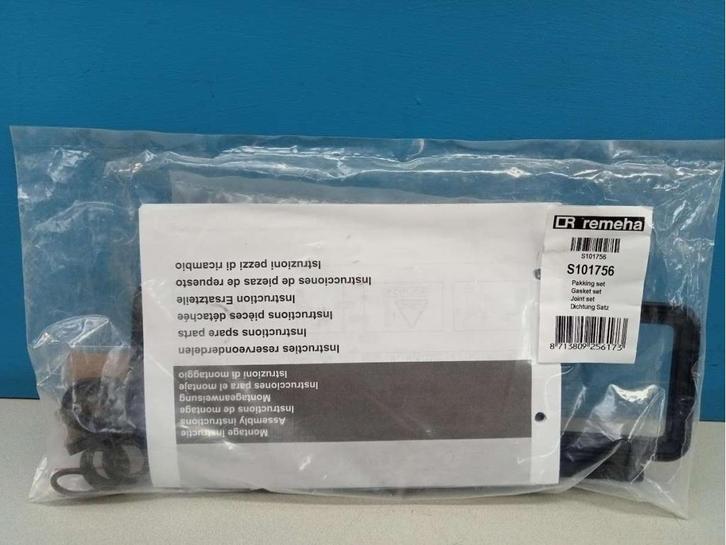 remeha
S101756
S101756
Pakking set
Gasket set
Joint set
Dichtung Satz
8 713809 256173
Montage instructie
Assembly instructions
Instructions de montage
Montageanweisung
Instrucciones para el montaje
Istruzioni di montaggio
Instructies reserveonderdelen
Instructions spare parts
Instructions pièces détachée
Instruction Ersatzteile
Instrucciones de piezas de repuesto
Istruzioni pezzi di ricambio